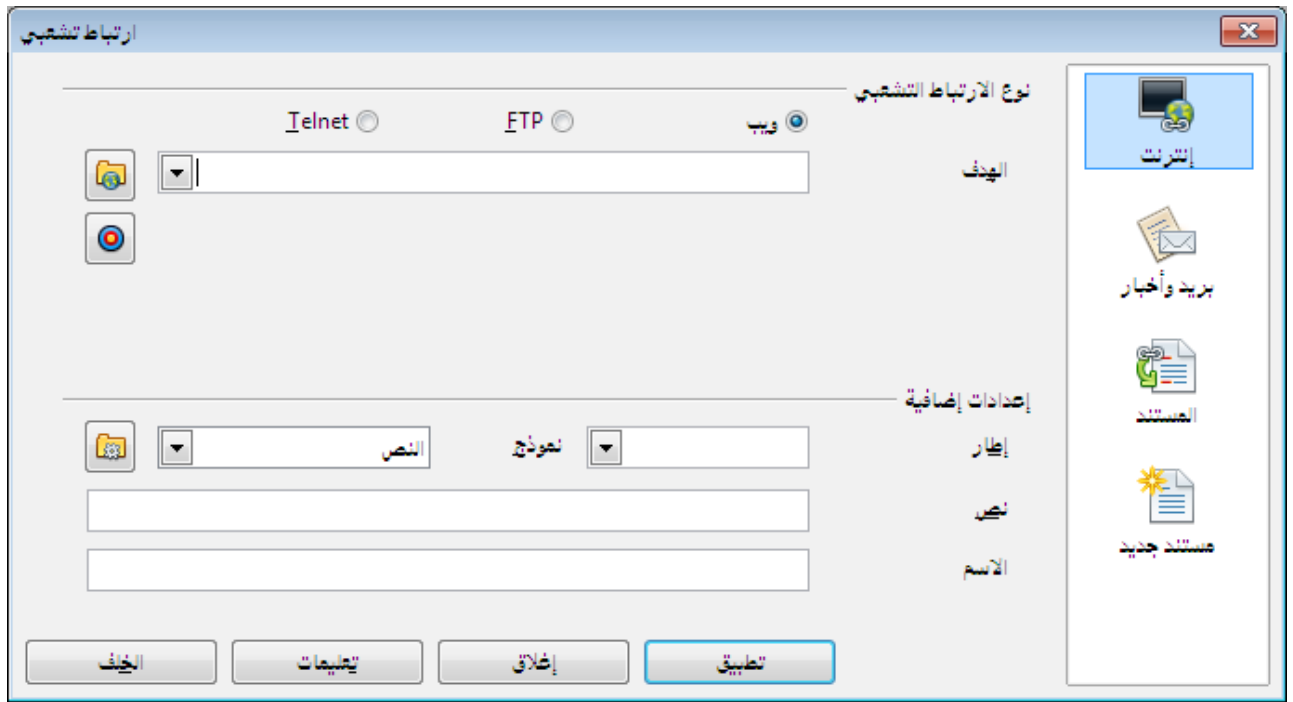 ارتباط تشعبي
إنترنت
بريد وأخبار
المستند
مستند جديد
نوع الارتباط التشعبي
ويب FTP Telnet
الهدف
إعدادات إضافية
إطار نموذج النص
نص
الاسم
تطبيق إغلاق تعليمات الخلف